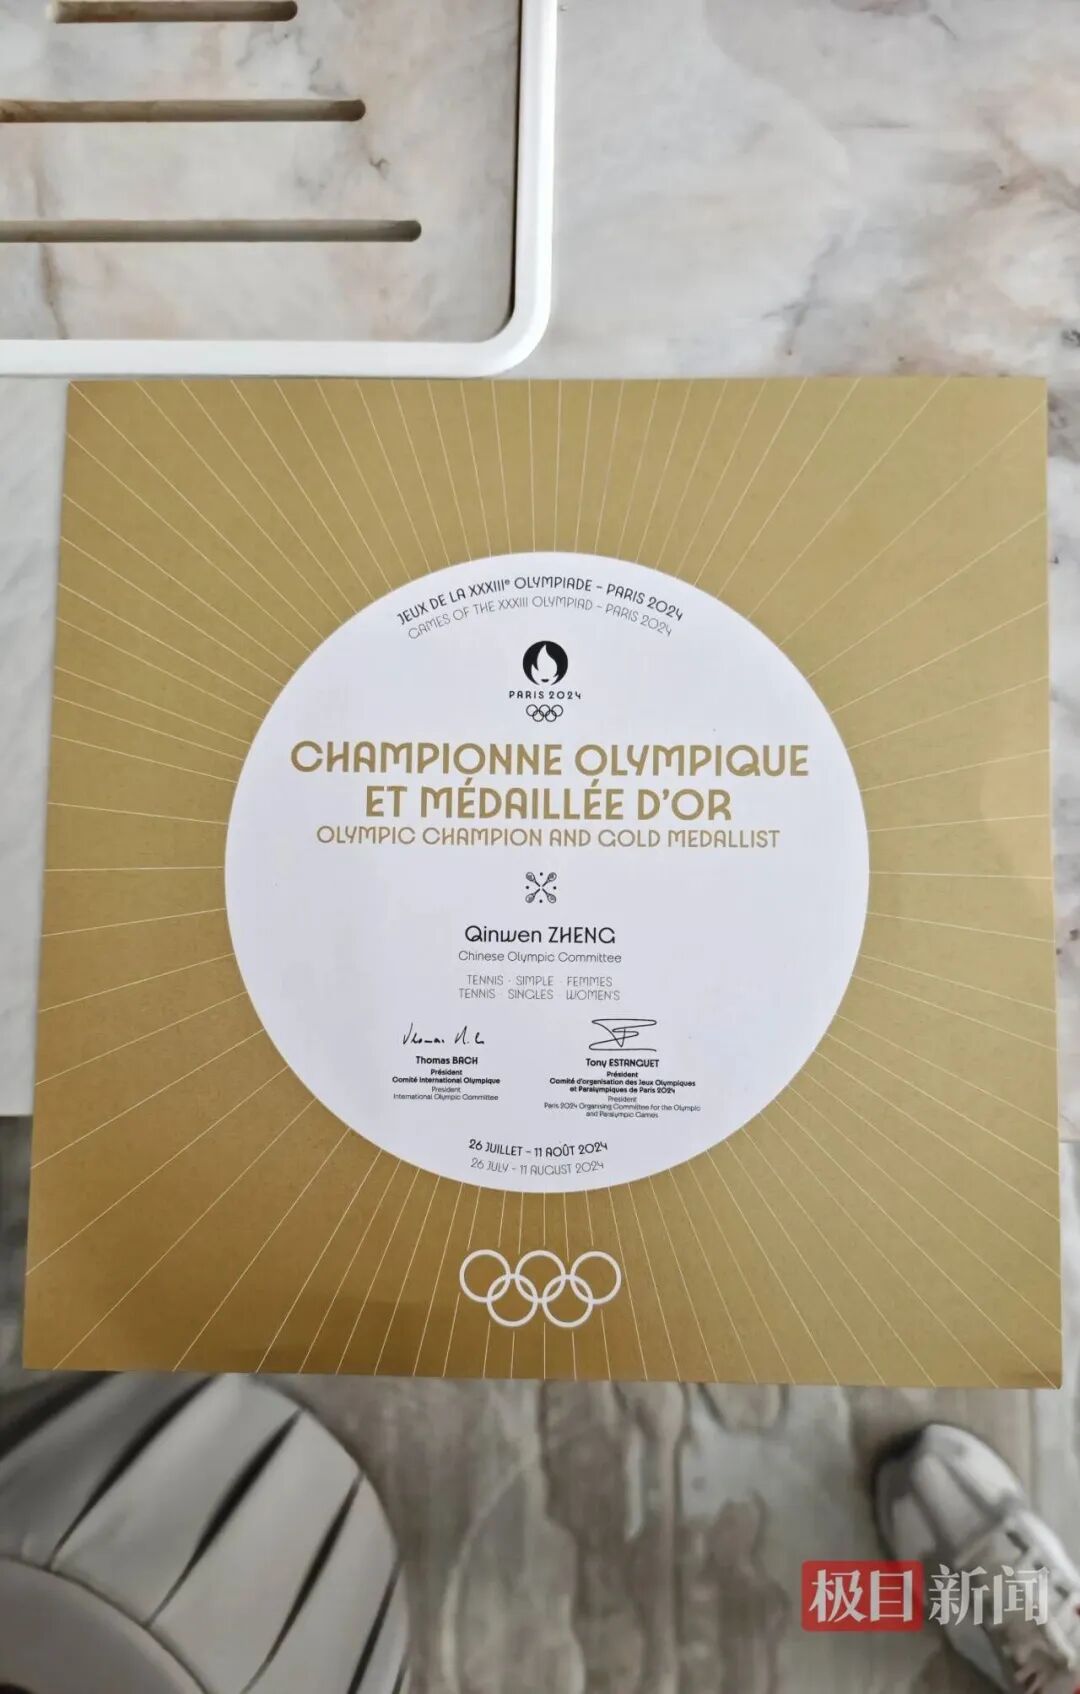 JEUX DE LA XXXIIIᵉ OLYMPIADE – PARIS 2024
GAMES OF THE XXXIII OLYMPIAD – PARIS 2024
PARIS 2024
CHAMPIONNE OLYMPIQUE
ET MÉDAILLÉE D'OR
OLYMPIC CHAMPION AND GOLD MEDALLIST
Qinwen ZHENG
Chinese Olympic Committee
TENNIS · SIMPLE · FEMMES
TENNIS · SINGLES · WOMEN'S
Thomas BACH
Président
Comité International Olympique
President
International Olympic Committee
Tony ESTANGUET
Président
Comité d'organisation des Jeux Olympiques
et Paralympiques de Paris 2024
President
Paris 2024 Organising Committee for the Olympic
and Paralympic Games
26 JUILLET – 11 AOÛT 2024
26 JULY – 11 AUGUST 2024
极目新闻